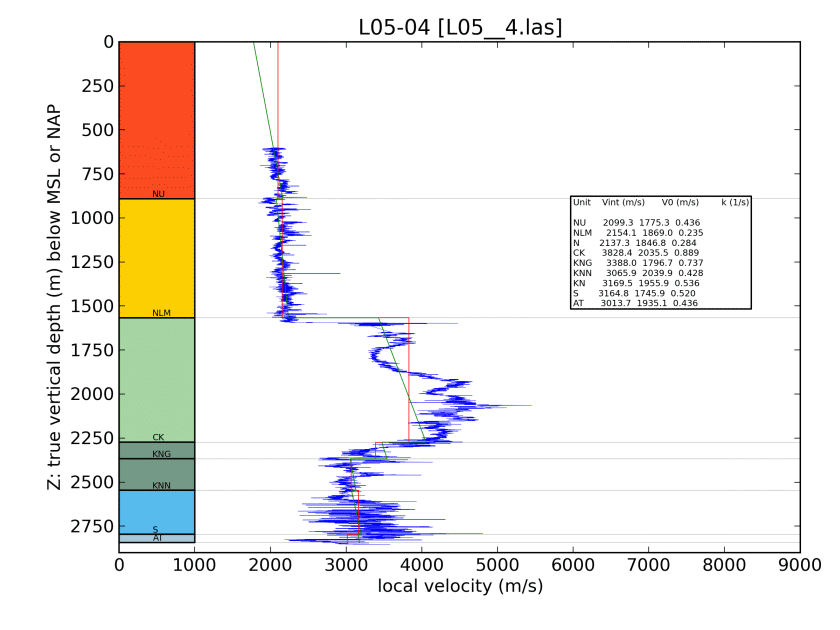 L05-04 [L05__4.las]
Z: true vertical depth (m) below MSL or NAP
0
250
500
750
1000
1250
1500
1750
2000
2250
2500
2750
NU
NLM
CK
KNG
KNN
S
AT
Unit Vint (m/s) V0 (m/s) k (1/s)
NU 2099.3 1775.3 0.436
NLM 2154.1 1869.0 0.235
N 2137.3 1846.8 0.284
CK 3828.4 2035.5 0.889
KNG 3388.0 1796.7 0.737
KNN 3065.9 2039.9 0.428
KN 3169.5 1955.9 0.536
S 3164.8 1745.9 0.520
AT 3013.7 1935.1 0.436
0 1000 2000 3000 4000 5000 6000 7000 8000 9000
local velocity (m/s)